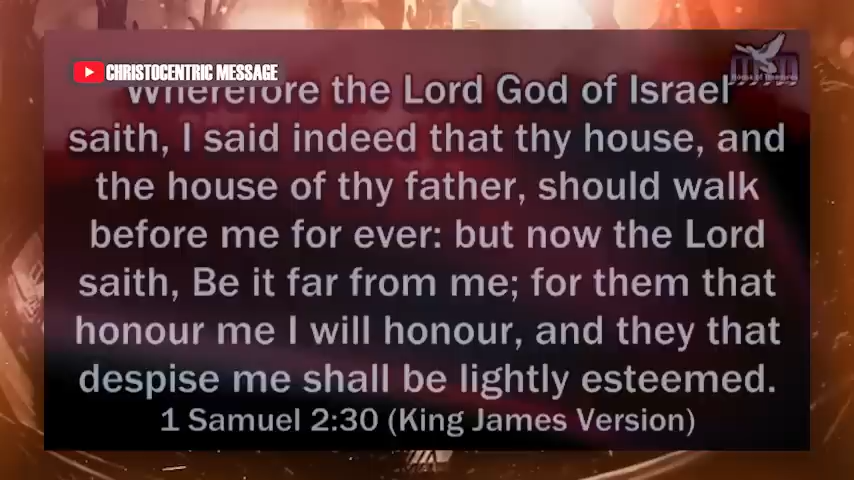 CHRISTOCENTRIC MESSAGE
Wherefore the Lord God of Israel
saith, I said indeed that thy house, and
the house of thy father, should walk
before me for ever: but now the Lord
saith, Be it far from me; for them that
honour me I will honour, and they that
despise me shall be lightly esteemed.
1 Samuel 2:30 (King James Version)